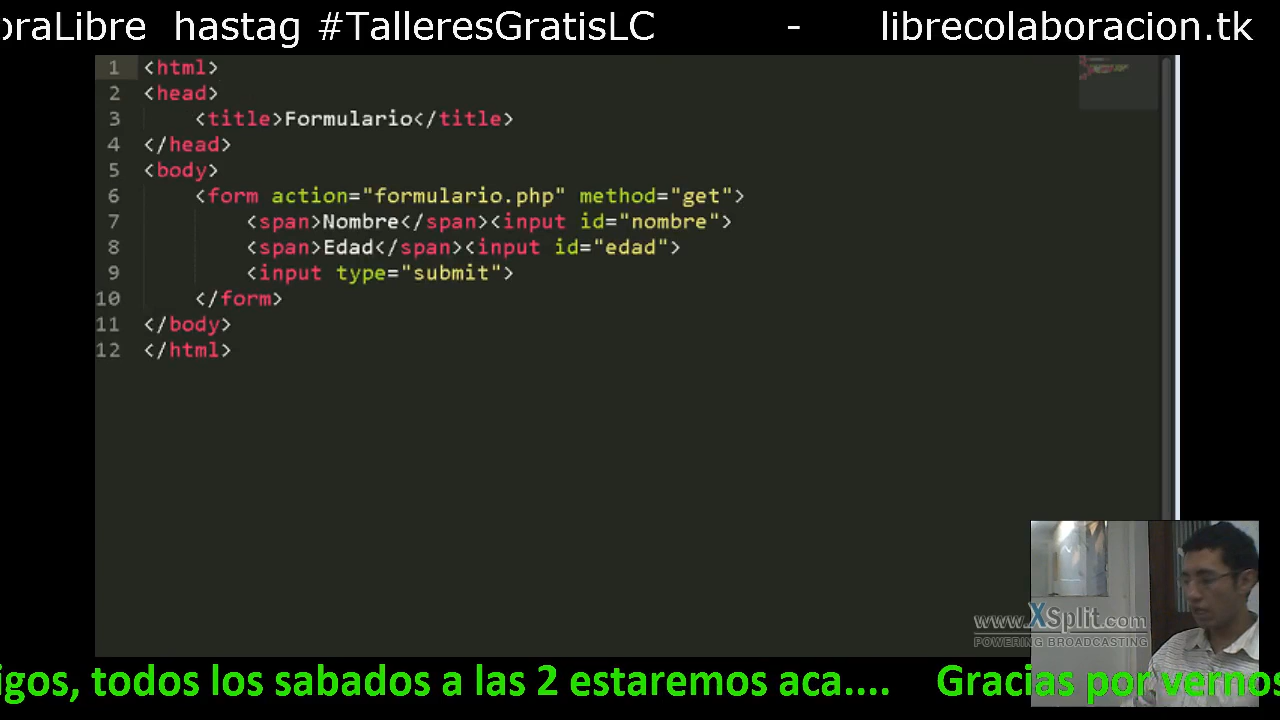 oraLibre hastag #TalleresGratisLC - librecolaboracion.tk
1 <html>
2 <head>
3 <title>Formulario</title>
4 </head>
5 <body>
6 <form action="formulario.php" method="get">
7 <span>Nombre</span><input id="nombre">
8 <span>Edad</span><input id="edad">
9 <input type="submit">
10 </form>
11 </body>
12 </html>
www.XSplit.com
POWERING BROADCASTING
igos, todos los sabados a las 2 estaremos aca.... Gracias por vernos